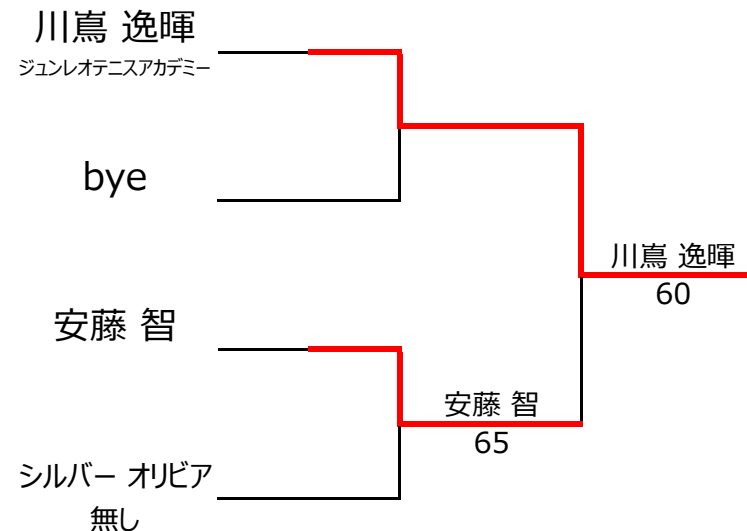 川嶌 逸暉
ジュンレオテニスアカデミー
bye
安藤 智
シルバー オリビア
無し
安藤 智
65
川嶌 逸暉
60